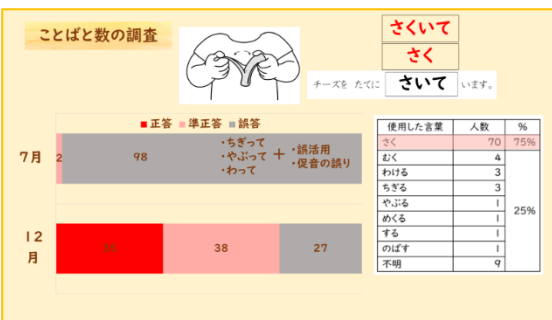 ことばと数の調査
さくいて
さく
チーズを たてに さいて います。
■正答 ■準正答 ■誤答
7月
2
98
・ちぎって
・やぶって
・わって
+
・誤活用
・促音の誤り
12月
38
27
使用した言葉 人数 %
さく 70 75%
むく 4
わける 3
ちぎる 3
やぶる 1
めくる 1
する 1
のばす 1
不明 9
25%